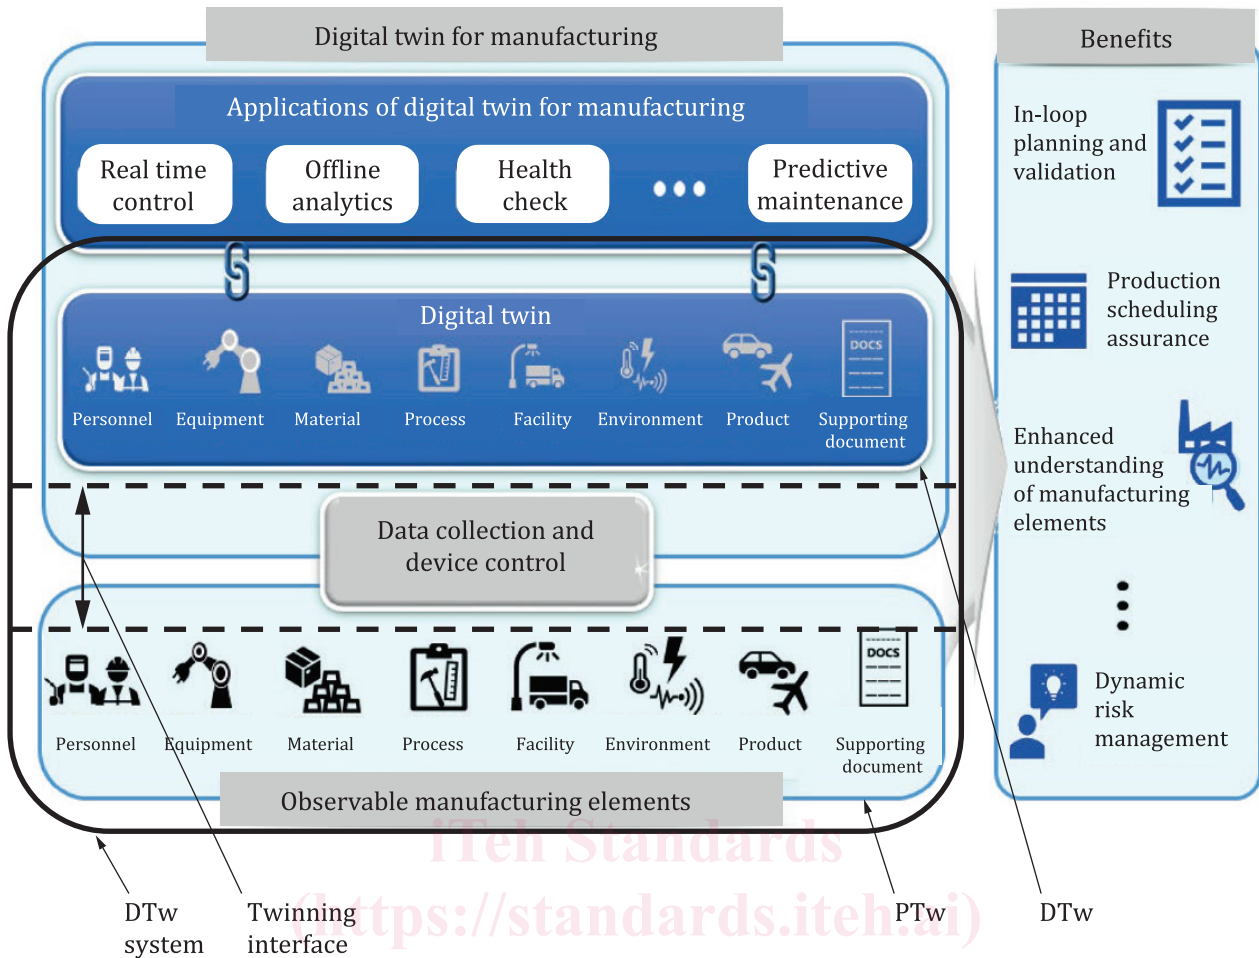 Digital twin for manufacturing
Applications of digital twin for manufacturing
Real time
control
Offline
analytics
Health
check
Predictive
maintenance
Digital twin
DOCS
Personnel
Equipment
Material
Process
Facility
Environment
Product
Supporting
document
Data collection and
device control
DOCS
Personnel
Equipment
Material
Process
Facility
Environment
Product
Supporting
document
Observable manufacturing elements
Benefits
In-loop
planning and
validation
Production
scheduling
assurance
Enhanced
understanding
of manufacturing
elements
Dynamic
risk
management
iTeh Standards
(https://standards.iteh.ai)
DTw
system
Twinning
interface
PTw
DTw